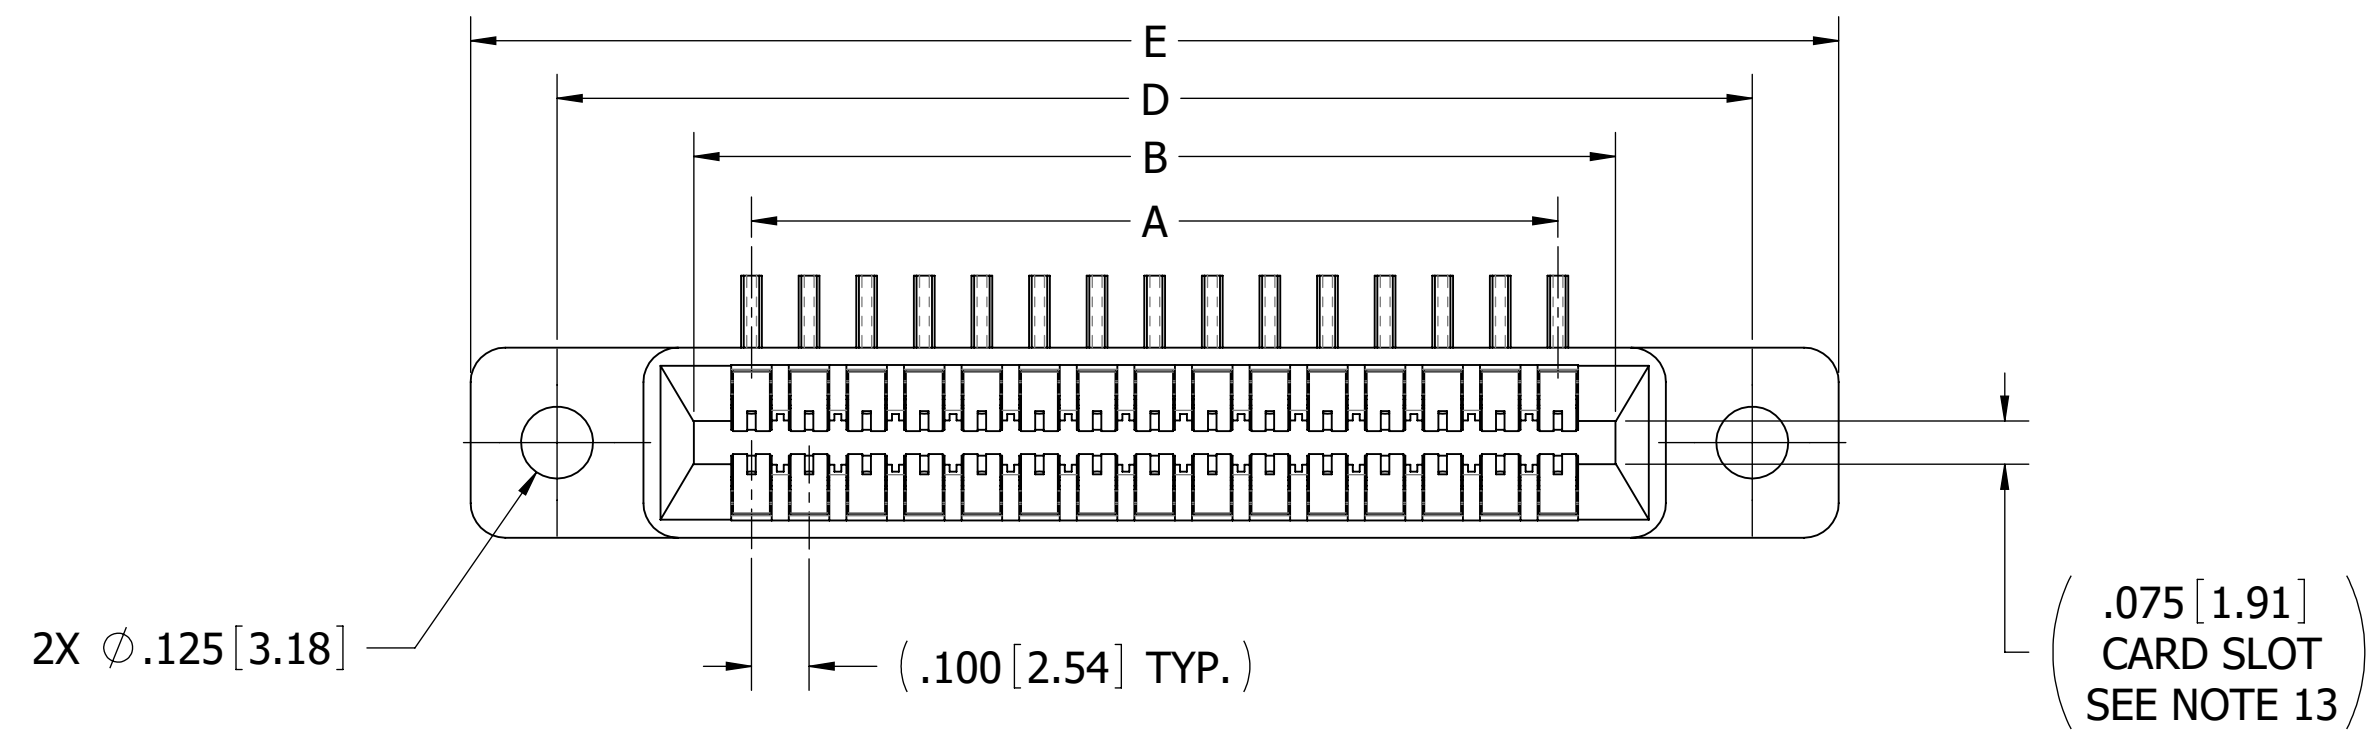 E
D
B
A
2X ∅.125[3.18]
(.100[2.54] TYP.)
(.075[1.91]
CARD SLOT
SEE NOTE 13)